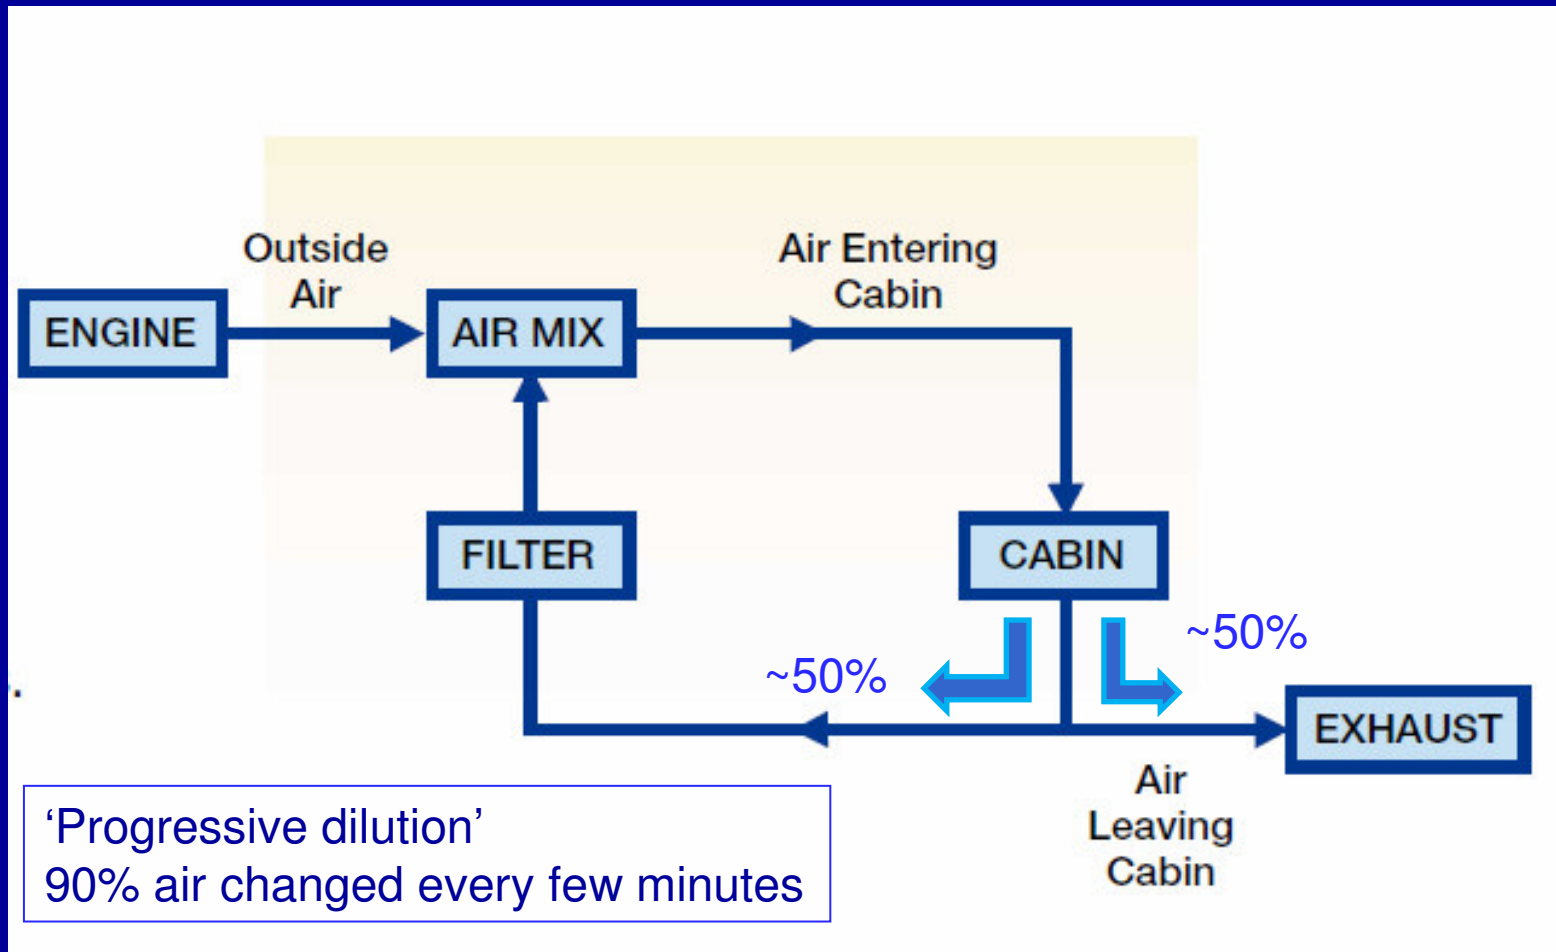 Outside
Air
Air Entering
Cabin
ENGINE
AIR MIX
FILTER
CABIN
~50%
~50%
EXHAUST
Air
Leaving
Cabin
‘Progressive dilution’
90% air changed every few minutes